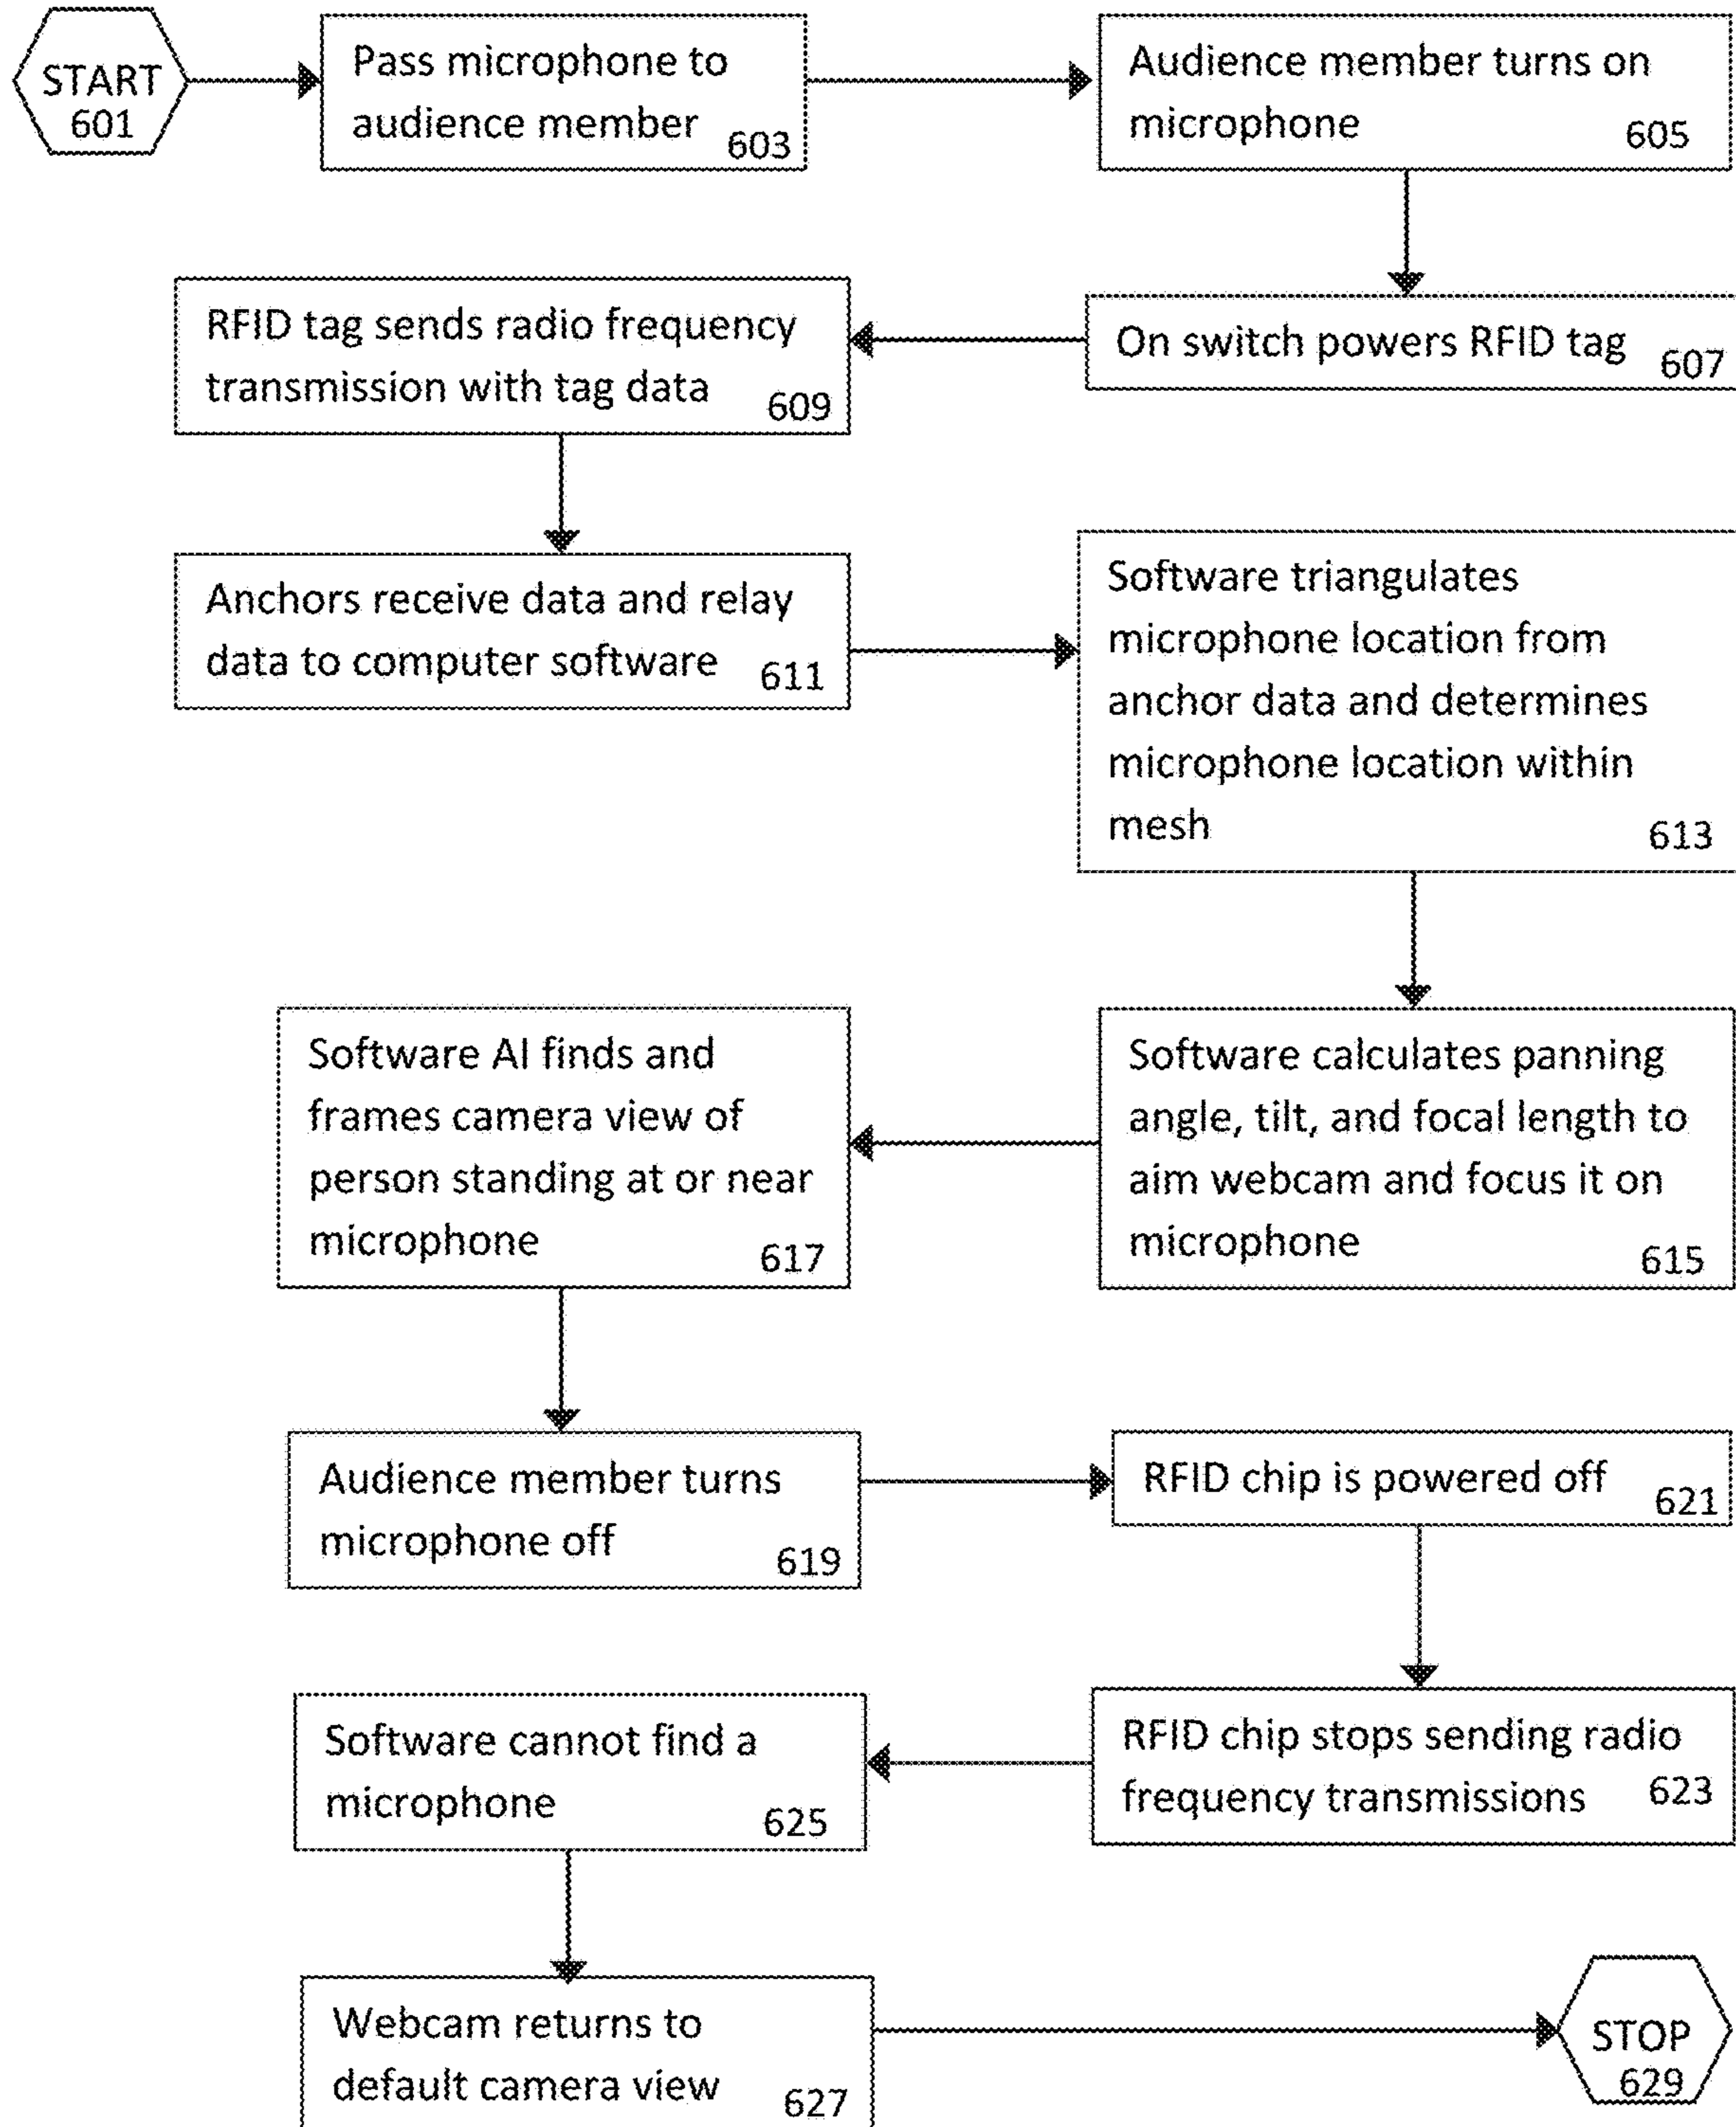 START
601
Pass microphone to
audience member
603
Audience member turns on
microphone
605
On switch powers RFID tag
607
RFID tag sends radio frequency
transmission with tag data
609
Anchors receive data and relay
data to computer software
611
Software triangulates
microphone location from
anchor data and determines
microphone location within
mesh
613
Software calculates panning
angle, tilt, and focal length to
aim webcam and focus it on
microphone
615
Software AI finds and
frames camera view of
person standing at or near
microphone
617
Audience member turns
microphone off
619
RFID chip is powered off
621
RFID chip stops sending radio
frequency transmissions
623
Software cannot find a
microphone
625
Webcam returns to
default camera view
627
STOP
629